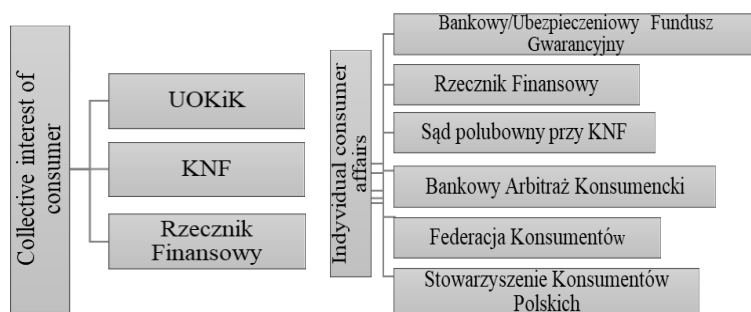 Collective interest of
consumer
UOKiK
KNF
Rzecznik
Finansowy
Indyvidual consumer
affairs
Bankowy/Ubezpieczeniowy Fundusz
Gwarancyjny
Rzecznik Finansowy
Sąd polubowny przy KNF
Bankowy Arbitraż Konsumencki
Federacja Konsumentów
Stowarzyszenie Konsumentów
Polskich